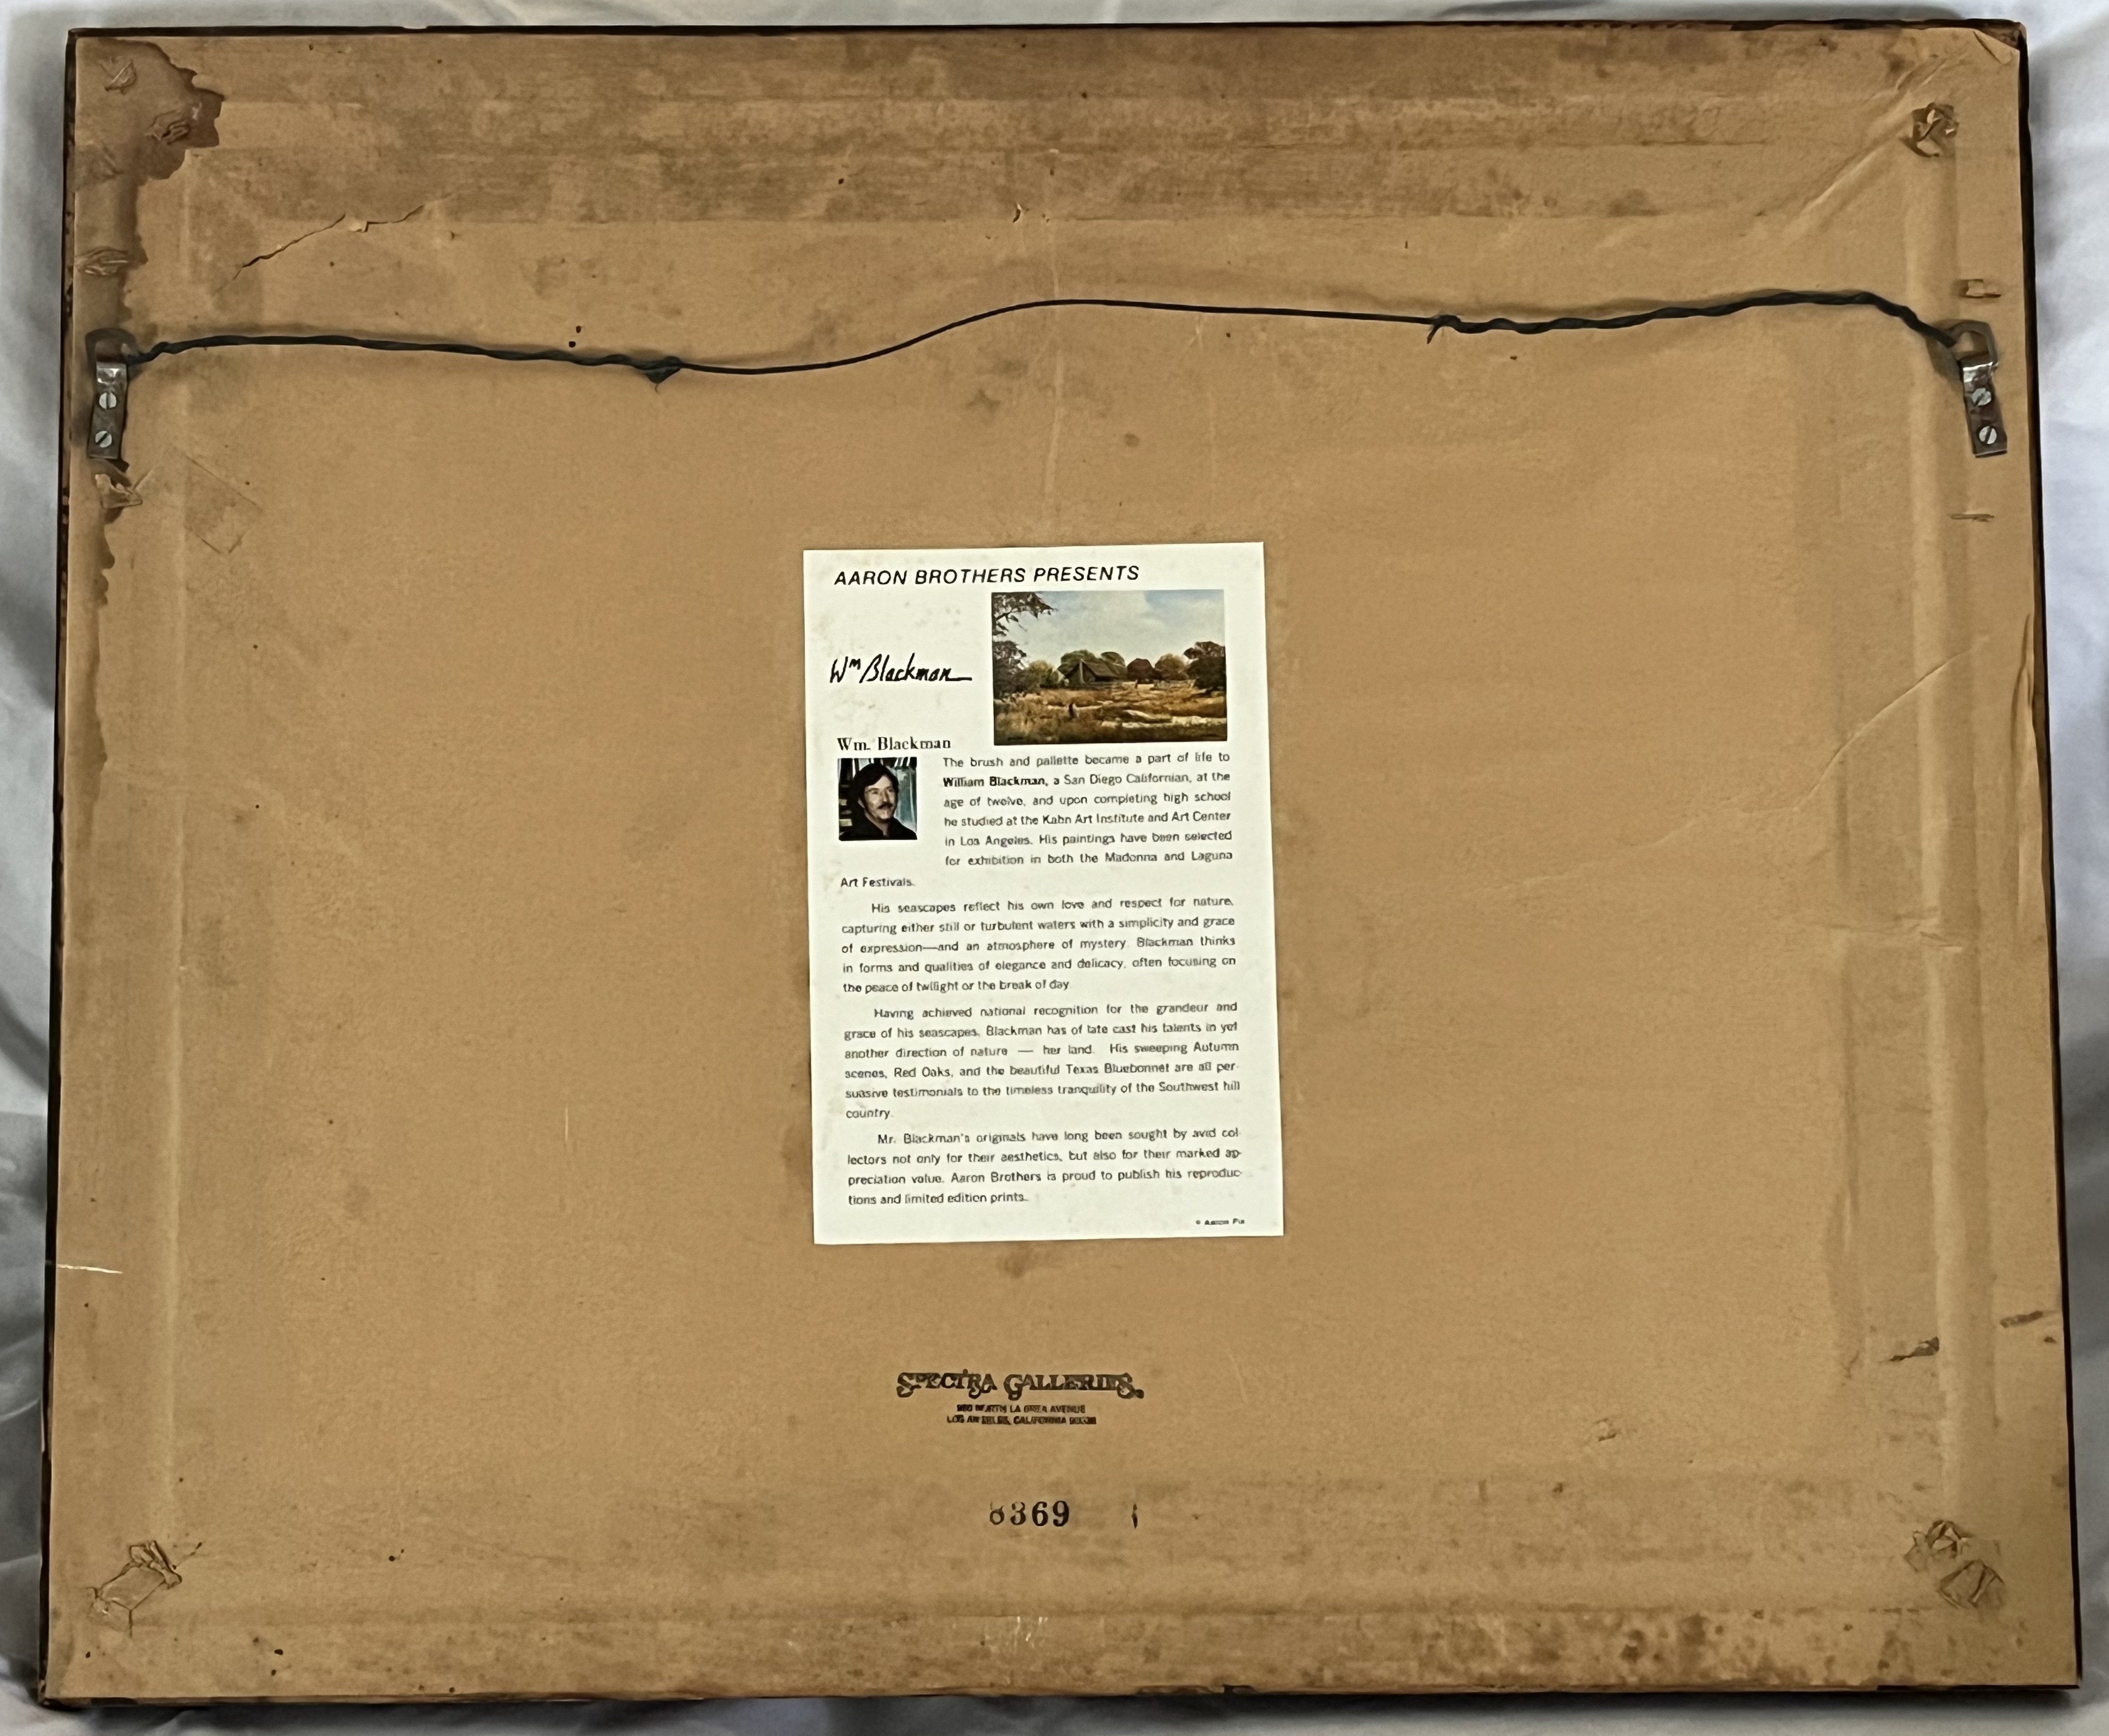 AARON BROTHERS PRESENTS
Wm Blackman
Wm. Blackman
The brush and pallette became a part of life to
William Blackman, a San Diego Californian, at the
age of twelve, and upon completing high school
he studied at the Kahn Art Institute and Art Center
in Los Angeles. His paintings have been selected
for exhibition in both the Madonna and Laguna
Art Festivals.
His seascapes reflect his own love and respect for nature,
capturing either still or turbulent waters with a simplicity and grace
of expression—and an atmosphere of mystery. Blackman thinks
in forms and qualities of elegance and delicacy, often focusing on
the peace of twilight or the break of day.
Having achieved national recognition for the grandeur and
grace of his seascapes, Blackman has of late cast his talents in yet
another direction of nature — her land. His sweeping Autumn
scenes, Red Oaks, and the beautiful Texas Bluebonnet are all per-
suasive testimonials to the timeless tranquility of the Southwest hill
country.
Mr. Blackman's originals have long been sought by avid col-
lectors not only for their aesthetics, but also for their marked ap-
preciation value. Aaron Brothers is proud to publish his reproduc-
tions and limited edition prints.
© Aaron Pix
SPECTRA GALLERIES
NORTH LA BREA AVENUE
LOS ANGELES, CALIFORNIA
8369